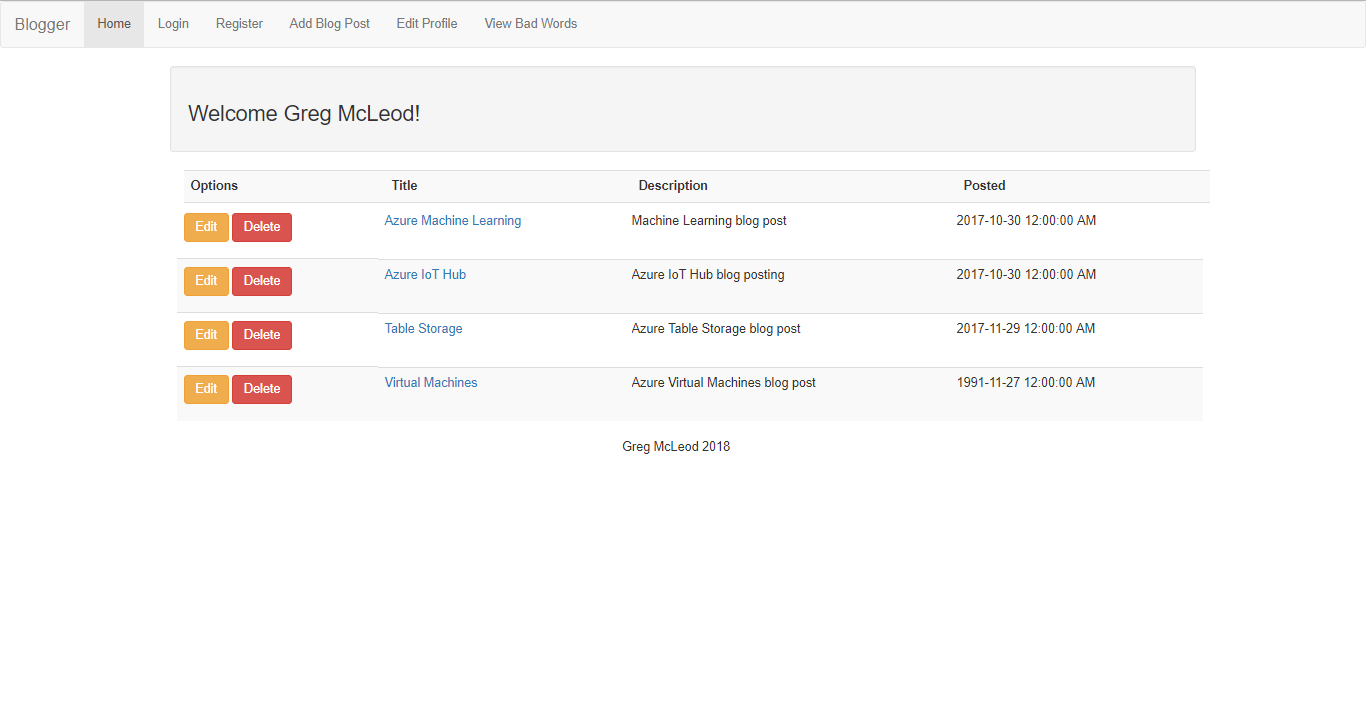 Blogger Home Login Register Add Blog Post Edit Profile View Bad Words
Welcome Greg McLeod!
Options Title Description Posted
Edit Delete Azure Machine Learning Machine Learning blog post 2017-10-30 12:00:00 AM
Edit Delete Azure IoT Hub Azure IoT Hub blog posting 2017-10-30 12:00:00 AM
Edit Delete Table Storage Azure Table Storage blog post 2017-11-29 12:00:00 AM
Edit Delete Virtual Machines Azure Virtual Machines blog post 1991-11-27 12:00:00 AM
Greg McLeod 2018